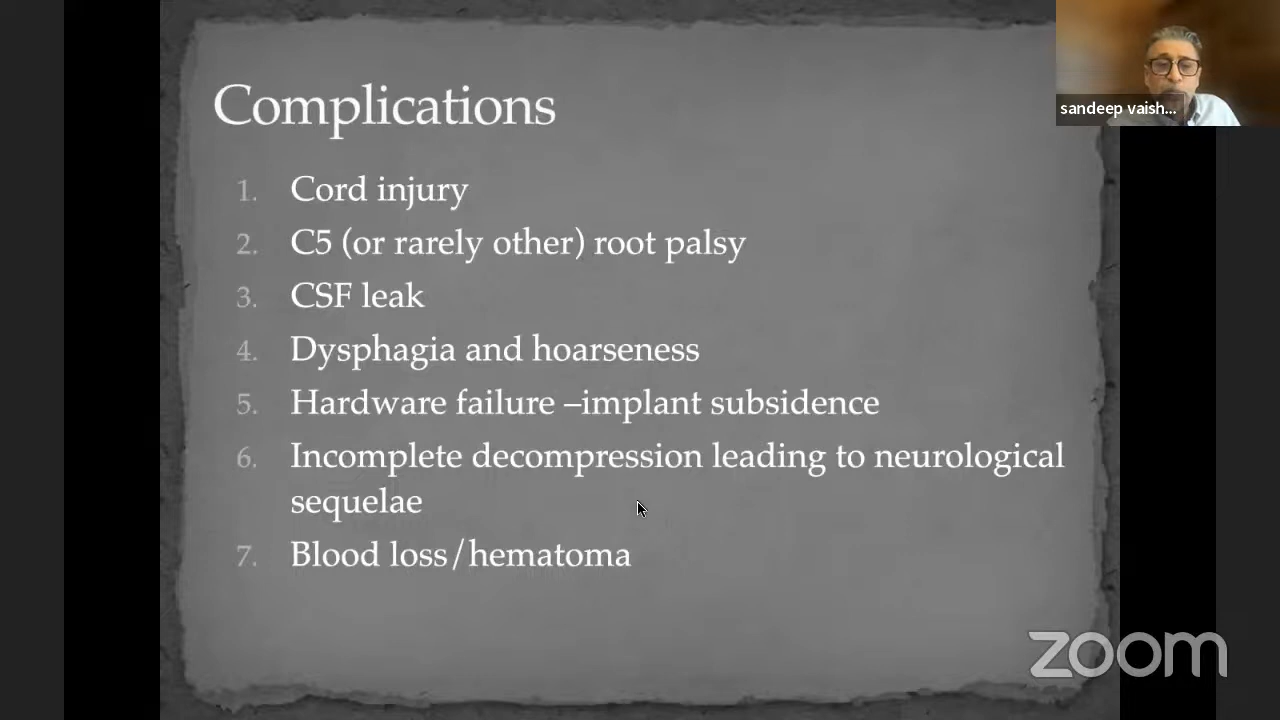 Complications
sandeep vaish...
1. Cord injury
2. C5 (or rarely other) root palsy
3. CSF leak
4. Dysphagia and hoarseness
5. Hardware failure –implant subsidence
6. Incomplete decompression leading to neurological
sequelae
7. Blood loss/hematoma
zoom